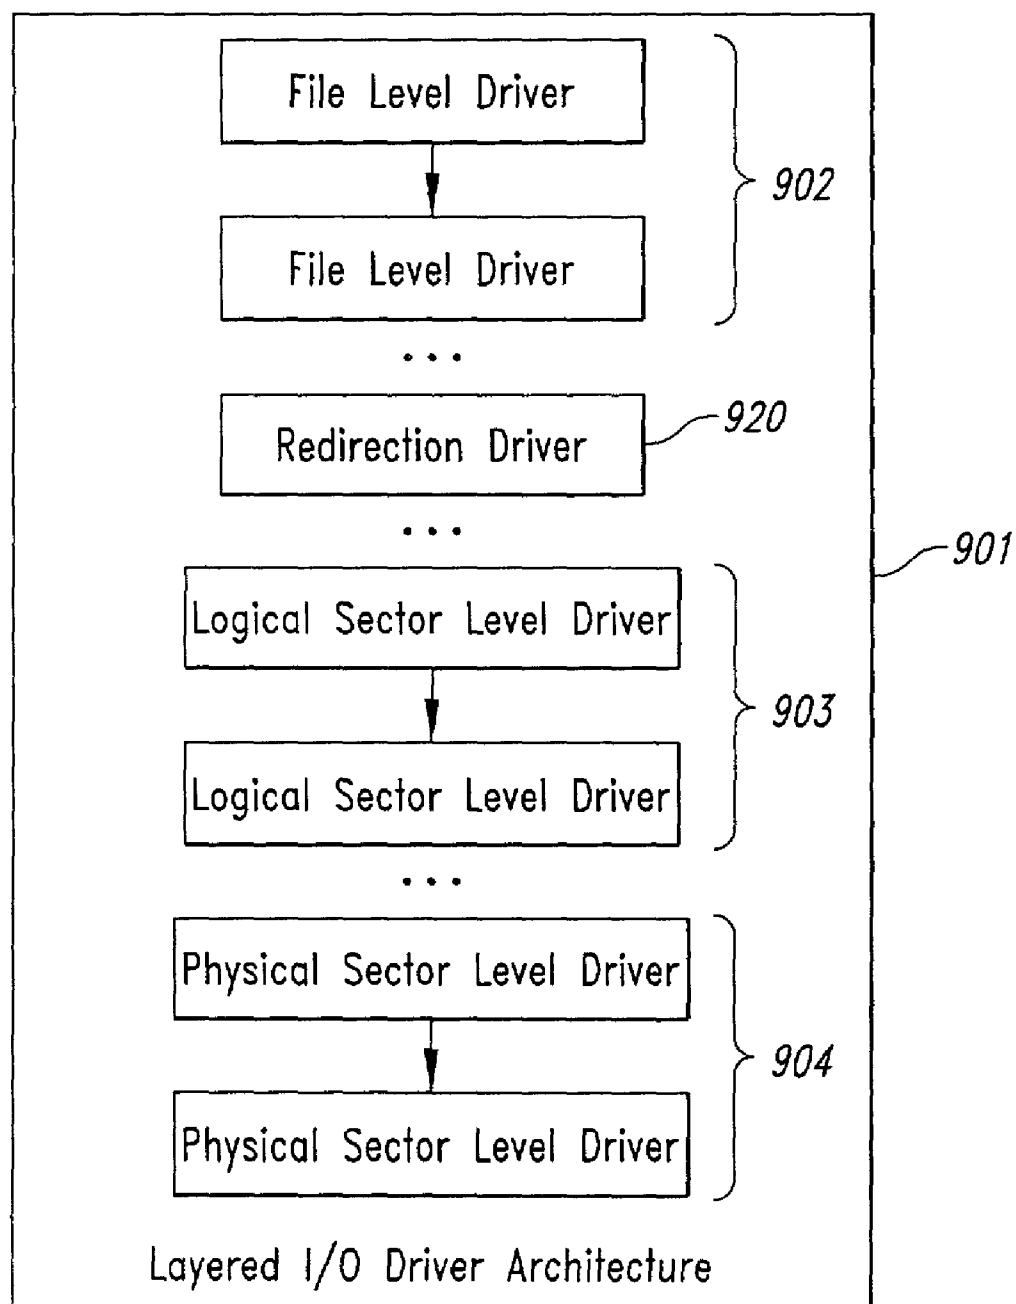 File Level Driver
902
File Level Driver
...
Redirection Driver
920
...
901
Logical Sector Level Driver
903
Logical Sector Level Driver
...
Physical Sector Level Driver
904
Physical Sector Level Driver
Layered I/O Driver Architecture